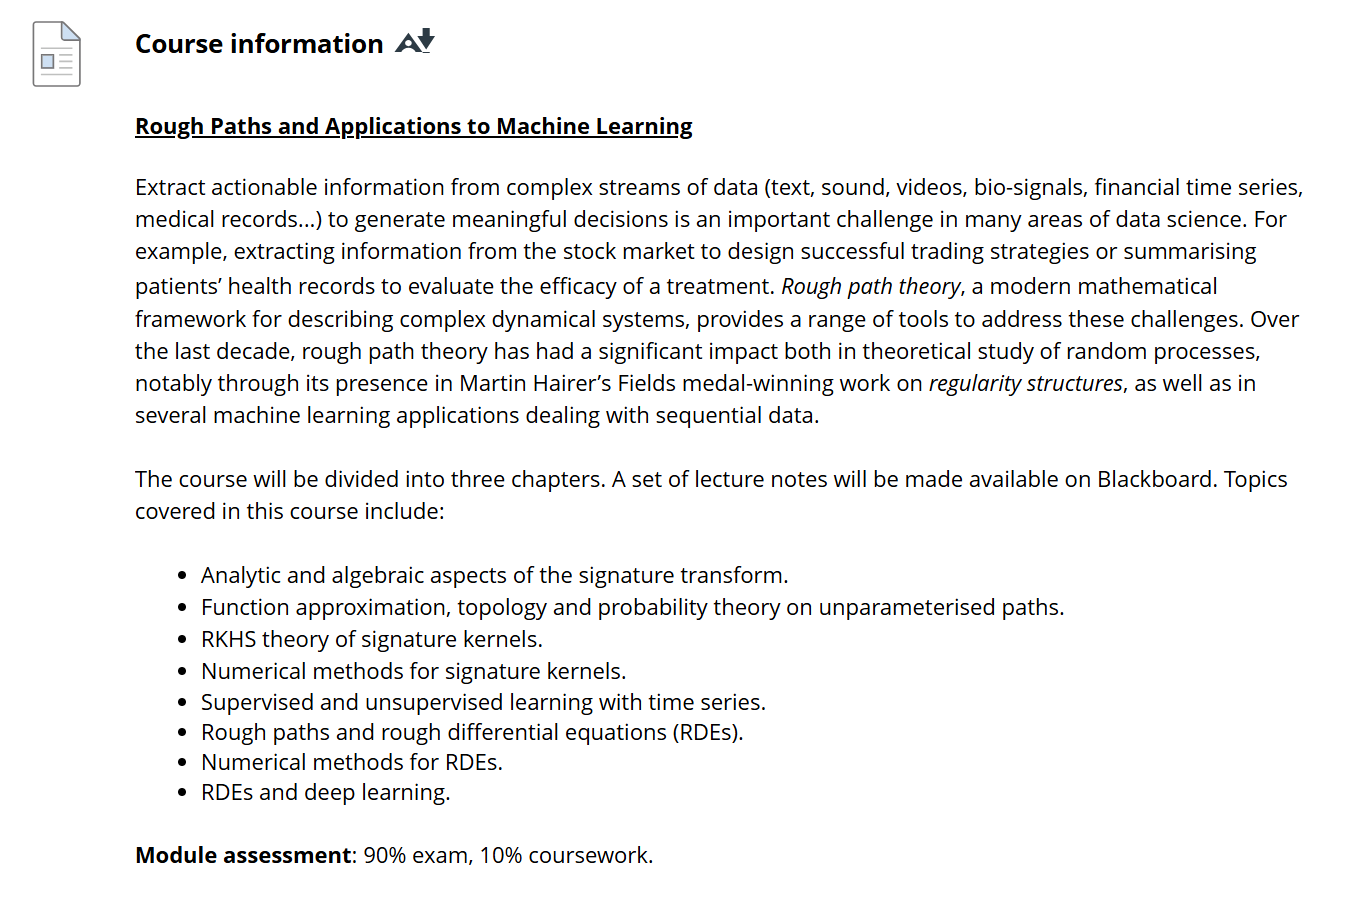 Course information
Rough Paths and Applications to Machine Learning
Extract actionable information from complex streams of data (text, sound, videos, bio-signals, financial time series,
medical records...) to generate meaningful decisions is an important challenge in many areas of data science. For
example, extracting information from the stock market to design successful trading strategies or summarising
patients’ health records to evaluate the efficacy of a treatment. Rough path theory, a modern mathematical
framework for describing complex dynamical systems, provides a range of tools to address these challenges. Over
the last decade, rough path theory has had a significant impact both in theoretical study of random processes,
notably through its presence in Martin Hairer’s Fields medal-winning work on regularity structures, as well as in
several machine learning applications dealing with sequential data.
The course will be divided into three chapters. A set of lecture notes will be made available on Blackboard. Topics
covered in this course include:
• Analytic and algebraic aspects of the signature transform.
• Function approximation, topology and probability theory on unparameterised paths.
• RKHS theory of signature kernels.
• Numerical methods for signature kernels.
• Supervised and unsupervised learning with time series.
• Rough paths and rough differential equations (RDEs).
• Numerical methods for RDEs.
• RDEs and deep learning.
Module assessment: 90% exam, 10% coursework.